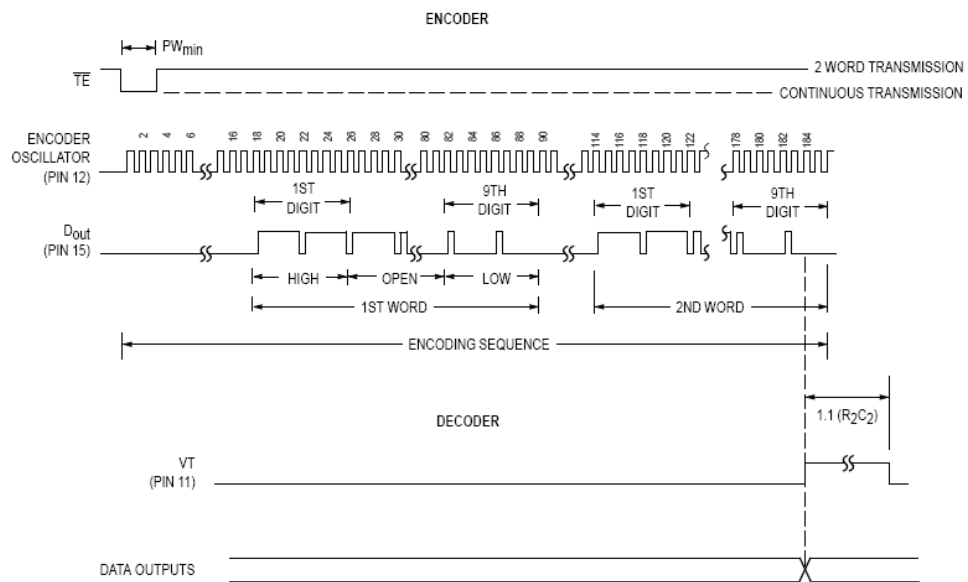 ENCODER
PWmin
TE
2 WORD TRANSMISSION
CONTINUOUS TRANSMISSION
ENCODER
OSCILLATOR
(PIN 12)
2 4 6 16 18 20 22 24 26 28 30 80 82 84 86 88 90 114 116 118 120 122 178 180 182 184
1ST
DIGIT
9TH
DIGIT
1ST
DIGIT
9TH
DIGIT
Dout
(PIN 15)
HIGH OPEN LOW
1ST WORD 2ND WORD
ENCODING SEQUENCE
DECODER
1.1 (R2C2)
VT
(PIN 11)
DATA OUTPUTS